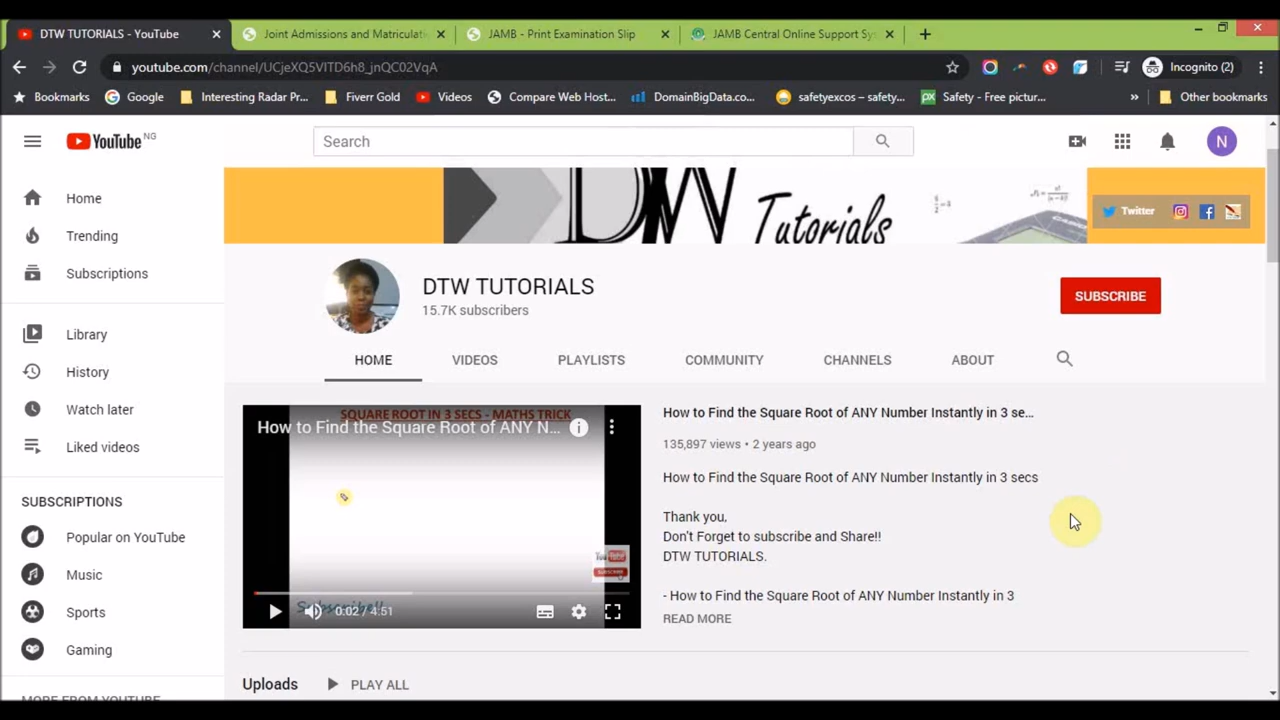 DTW TUTORIALS - YouTube
Joint Admissions and Matriculati
JAMB - Print Examination Slip
JAMB Central Online Support Sy
youtube.com/channel/UCjeXQ5VITD6h8_jnQC02VqA
Incognito (2)
Bookmarks
Google
Interesting Radar Pr...
Fiverr Gold
Videos
Compare Web Host...
DomainBigData.co...
safetyexcos – safety...
Safety - Free pictur...
»
Other bookmarks
YouTube NG
Search
N
DW Tutorials
Twitter
Home
Trending
Subscriptions
Library
History
Watch later
Liked videos
SUBSCRIPTIONS
Popular on YouTube
Music
Sports
Gaming
MORE FROM YOUTUBE
DTW TUTORIALS
15.7K subscribers
SUBSCRIBE
HOME
VIDEOS
PLAYLISTS
COMMUNITY
CHANNELS
ABOUT
SQUARE ROOT IN 3 SECS - MATHS TRICK
How to Find the Square Root of ANY N...
Subscribe!!
0:02 / 4:51
How to Find the Square Root of ANY Number Instantly in 3 se...
135,897 views • 2 years ago
How to Find the Square Root of ANY Number Instantly in 3 secs
Thank you,
Don't Forget to subscribe and Share!!
DTW TUTORIALS.
- How to Find the Square Root of ANY Number Instantly in 3
READ MORE
Uploads
PLAY ALL